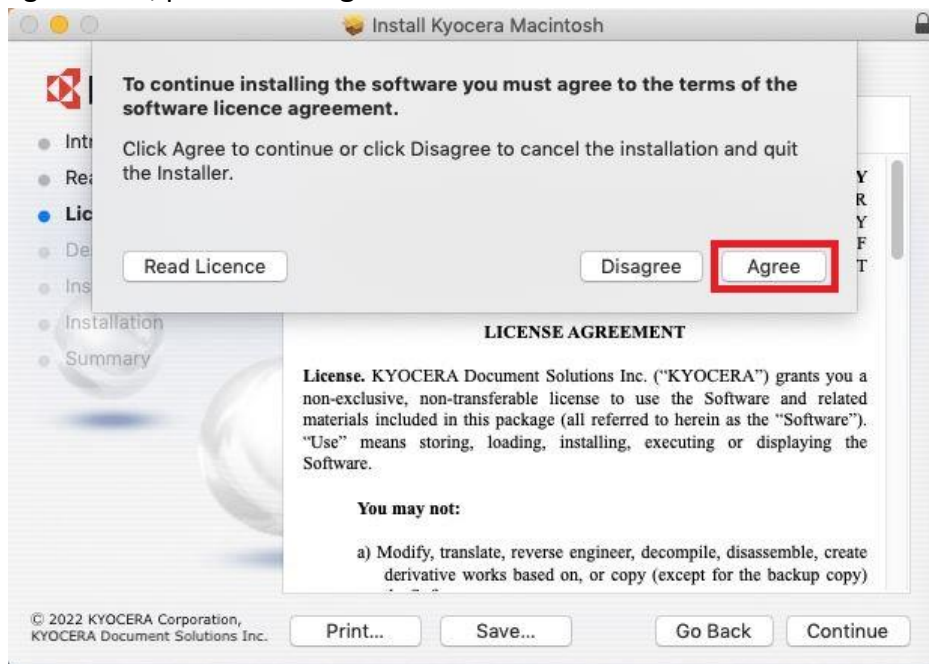 Install Kyocera Macintosh
To continue installing the software you must agree to the terms of the
software licence agreement.
Click Agree to continue or click Disagree to cancel the installation and quit
the Installer.
Read Licence
Disagree
Agree
Installation
Summary
LICENSE AGREEMENT
License. KYOCERA Document Solutions Inc. (“KYOCERA”) grants you a
non-exclusive, non-transferable license to use the Software and related
materials included in this package (all referred to herein as the “Software”).
“Use” means storing, loading, installing, executing or displaying the
Software.
You may not:
a) Modify, translate, reverse engineer, decompile, disassemble, create
derivative works based on, or copy (except for the backup copy)
© 2022 KYOCERA Corporation,
KYOCERA Document Solutions Inc.
Print...
Save...
Go Back
Continue